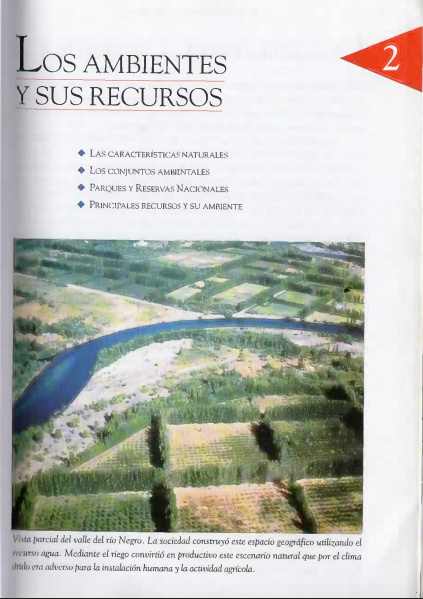 LOS AMBIENTES
Y SUS RECURSOS
2
◆ LAS CARACTERÍSTICAS NATURALES
◆ LOS CONJUNTOS AMBIENTALES
◆ PARQUES Y RESERVAS NACIONALES
◆ PRINCIPALES RECURSOS Y SU AMBIENTE
Vista parcial del valle del río Negro. La sociedad construyó este espacio geográfico utilizando el
recurso agua. Mediante el riego convirtió en productivo este escenario natural que por el clima
árido era adverso para la instalación humana y la actividad agrícola.